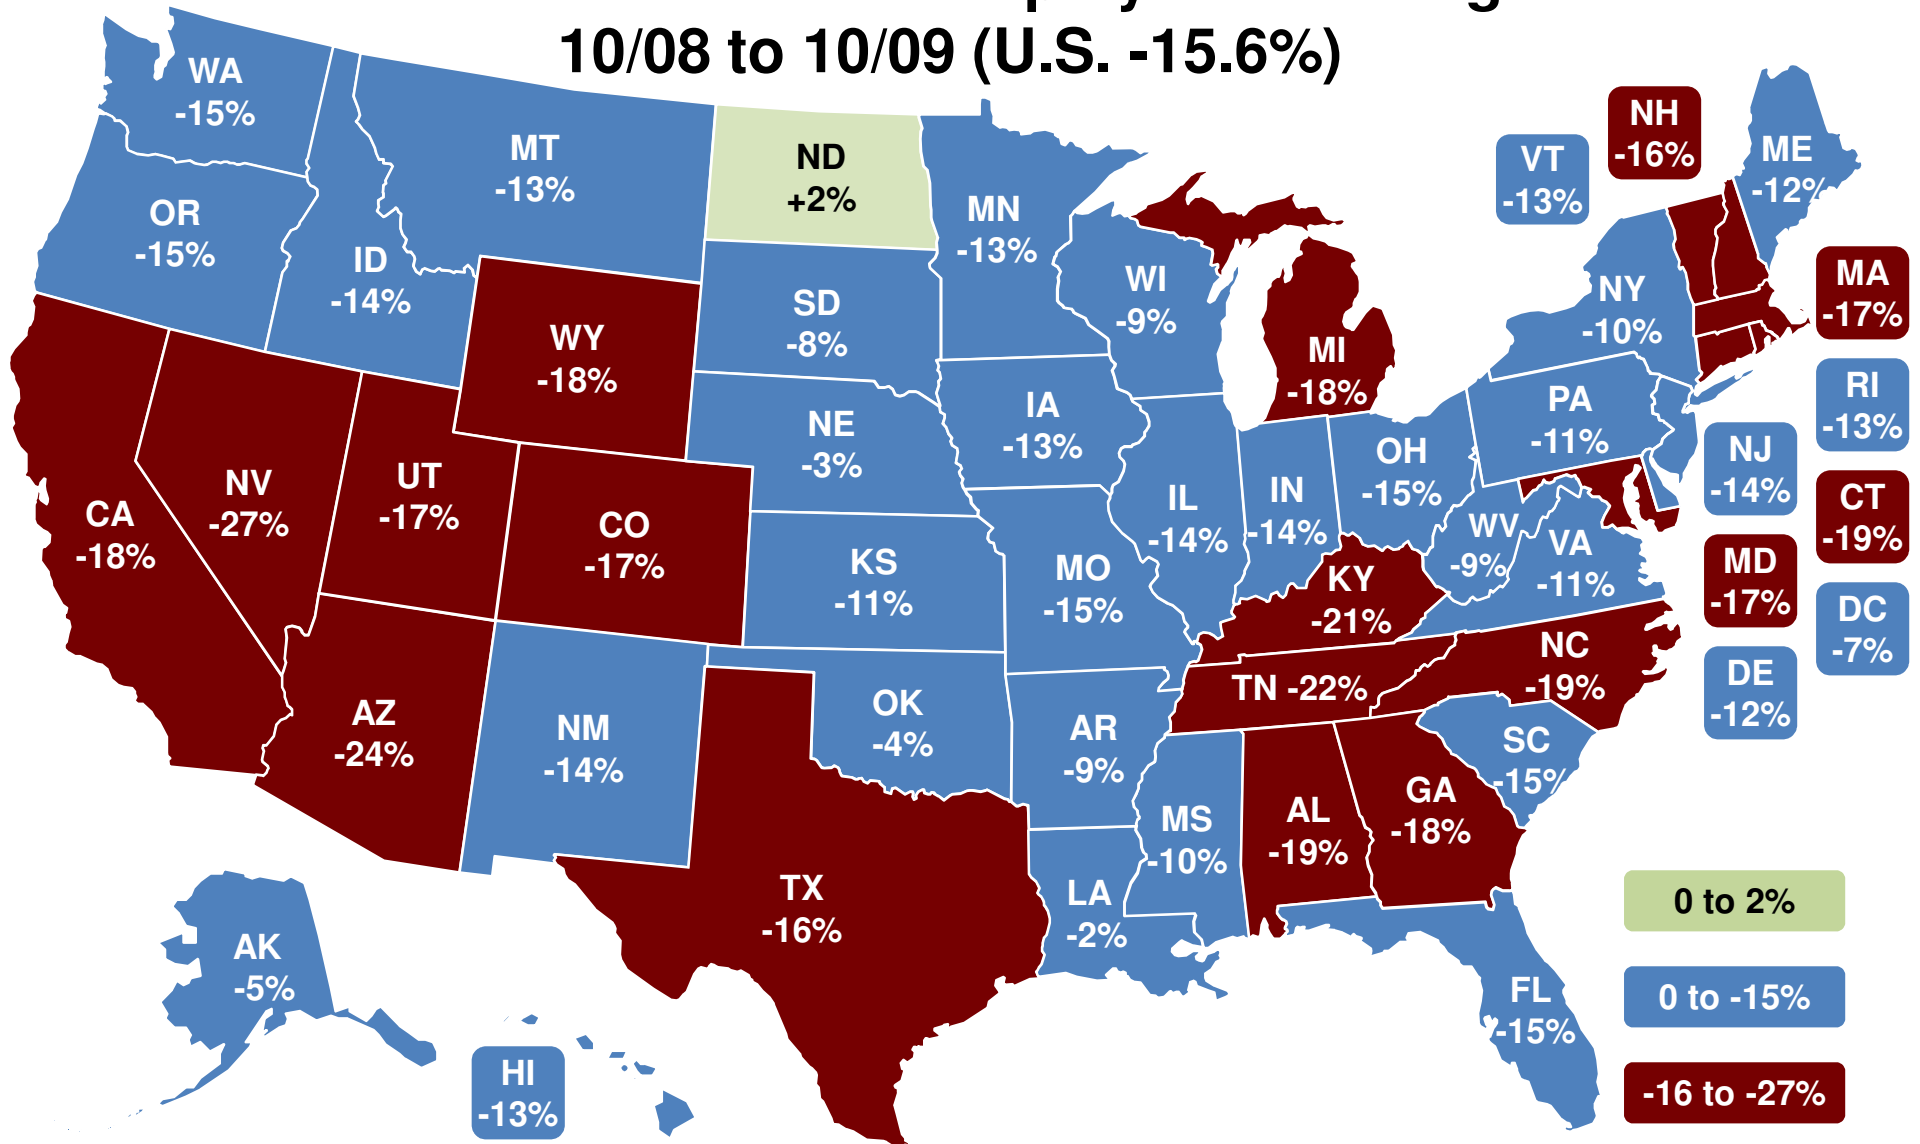 10/08 to 10/09 (U.S. -15.6%)
WA
-15%
MT
-13%
ND
+2%
MN
-13%
VT
-13%
NH
-16%
ME
-12%
OR
-15%
ID
-14%
WY
-18%
SD
-8%
WI
-9%
MI
-18%
NY
-10%
MA
-17%
RI
-13%
CA
-18%
NV
-27%
UT
-17%
CO
-17%
NE
-3%
IA
-13%
IL
-14%
IN
-14%
OH
-15%
PA
-11%
NJ
-14%
CT
-19%
KS
-11%
MO
-15%
KY
-21%
WV
-9%
VA
-11%
MD
-17%
DC
-7%
AZ
-24%
NM
-14%
OK
-4%
AR
-9%
TN -22%
NC
-19%
DE
-12%
SC
-15%
TX
-16%
LA
-2%
MS
-10%
AL
-19%
GA
-18%
FL
-15%
AK
-5%
HI
-13%
0 to 2%
0 to -15%
-16 to -27%